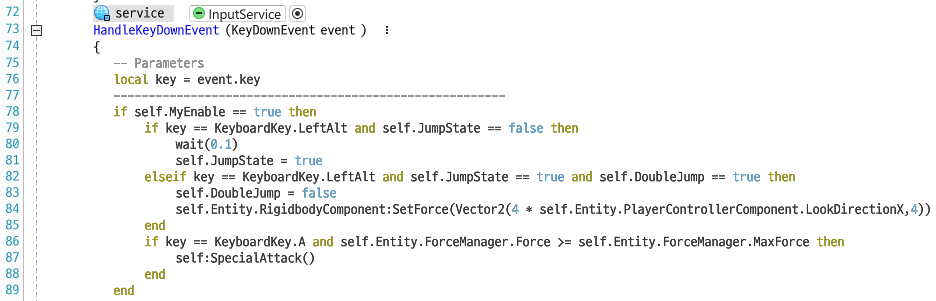 72 service InputService
73 HandleKeyDownEvent (KeyDownEvent event )
74 {
75 -- Parameters
76 local key = event.key
77 --------------------------------------------------------
78 if self.MyEnable == true then
79 if key == KeyboardKey.LeftAlt and self.JumpState == false then
80 wait(0.1)
81 self.JumpState = true
82 elseif key == KeyboardKey.LeftAlt and self.JumpState == true and self.DoubleJump == true then
83 self.DoubleJump = false
84 self.Entity.RigidbodyComponent:SetForce(Vector2(4 * self.Entity.PlayerControllerComponent.LookDirectionX,4))
85 end
86 if key == KeyboardKey.A and self.Entity.ForceManager.Force >= self.Entity.ForceManager.MaxForce then
87 self:SpecialAttack()
88 end
89 end